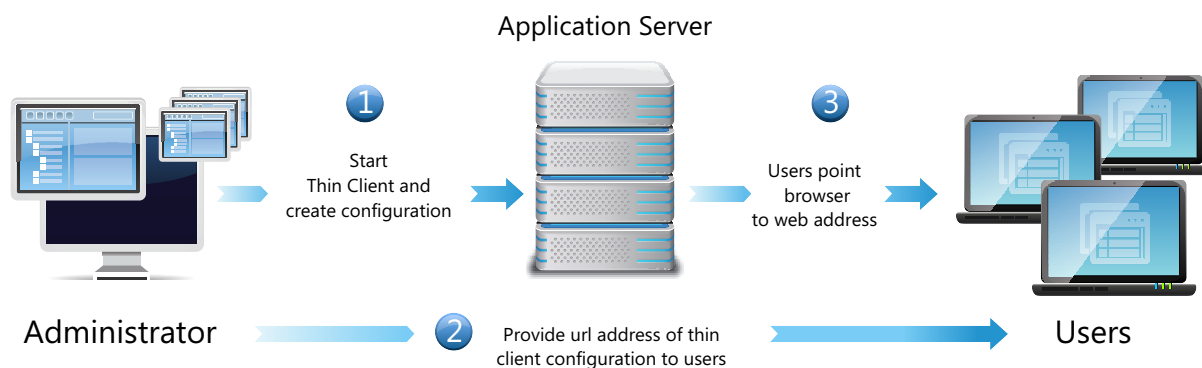 Application Server
1
Start
Thin Client and
create configuration
3
Users point
browser
to web address
Administrator
2
Provide url address of thin
client configuration to users
Users